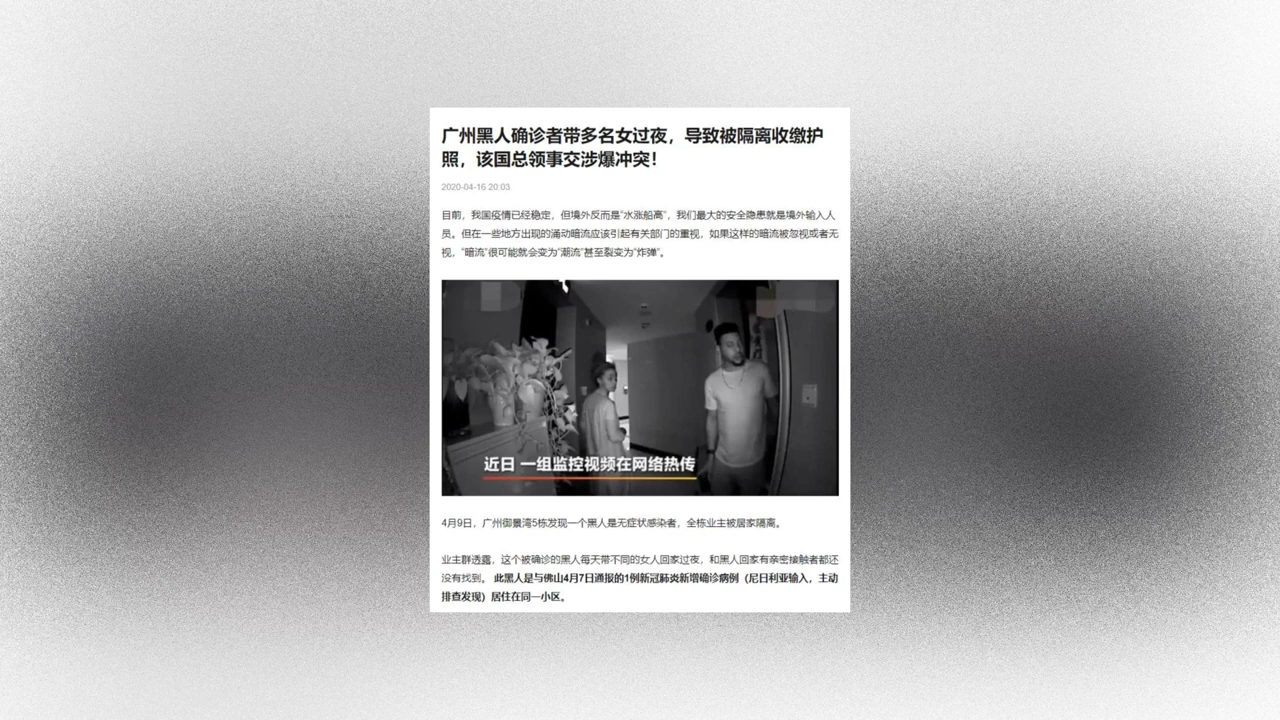 广州黑人确诊者带多名女过夜，导致被隔离收缴护
照，该国总领事交涉爆冲突！
2020-04-16 20:03
目前，我国疫情已经稳定，但境外反而是“水涨船高”，我们最大的安全隐患就是境外输入人
员。但在一些地方出现的涌动暗流应该引起有关部门的重视，如果这样的暗流被忽视或者无
视，“暗流”很可能就会变为“潮流”甚至裂变为“炸弹”。
近日 一组监控视频在网络热传
4月9日，广州御景湾5栋发现一个黑人是无症状感染者，全栋业主被居家隔离。
业主群透露，这个被确诊的黑人每天带不同的女人回家过夜，和黑人回家有亲密接触者都还
没有找到。 此黑人是与佛山4月7日通报的1例新冠肺炎新增确诊病例（尼日利亚输入，主动
排查发现）居住在同一小区。